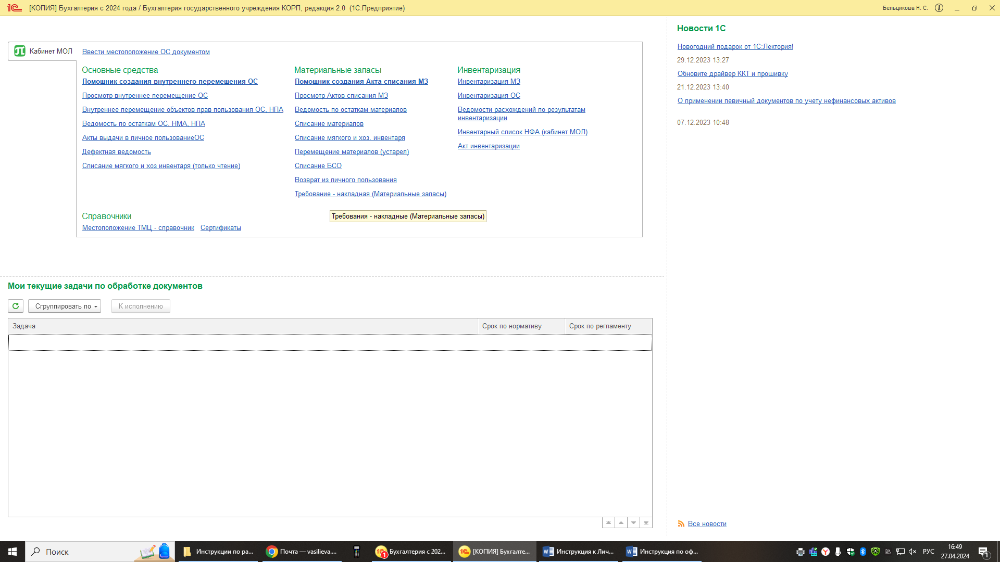 [КОПИЯ] Бухгалтерия с 2024 года / Бухгалтерия государственного учреждения КОРП, редакция 2.0 (1С:Предприятие)
Бельцикова Н. С.
Кабинет МОЛ
Ввести местоположение ОС документом
Основные средства
Помощник создания внутреннего перемещения ОС
Просмотр внутреннее перемещение ОС
Внутреннее перемещение объектов прав пользования ОС, НПА
Ведомость по остаткам ОС, НМА, НПА
Акты выдачи в личное пользованиеОС
Дефектная ведомость
Списание мягкого и хоз инвентаря (только чтение)
Материальные запасы
Помощник создания Акта списания МЗ
Просмотр Актов списания МЗ
Ведомость по остаткам материалов
Списание материалов
Списание мягкого и хоз. инвентаря
Перемещение материалов (устарел)
Списание БСО
Возврат из личного пользования
Требование - накладная (Материальные запасы)
Инвентаризация
Инвентаризация МЗ
Инвентаризация ОС
Ведомости расхождений по результатам
инвентаризации
Инвентарный список НФА (кабинет МОЛ)
Акт инвентаризации
Справочники
Местоположение ТМЦ - справочник
Сертификаты
Требования - накладные (Материальные запасы)
Новости 1С
Новогодний подарок от 1С:Лектория!
29.12.2023 13:27
Обновите драйвер ККТ и прошивку
21.12.2023 13:40
О применении певичный документов по учету нефинансовых активов
07.12.2023 10:48
Все новости
Мои текущие задачи по обработке документов
Сгруппировать по
К исполнению
Задача
Срок по нормативу
Срок по регламенту
Поиск
Инструкции по ра...
Почта — vasilieva....
Бухгалтерия с 202...
[КОПИЯ] Бухгалте...
Инструкция к Лич...
Инструкция по оф...
РУС
16:49
27.04.2024
1